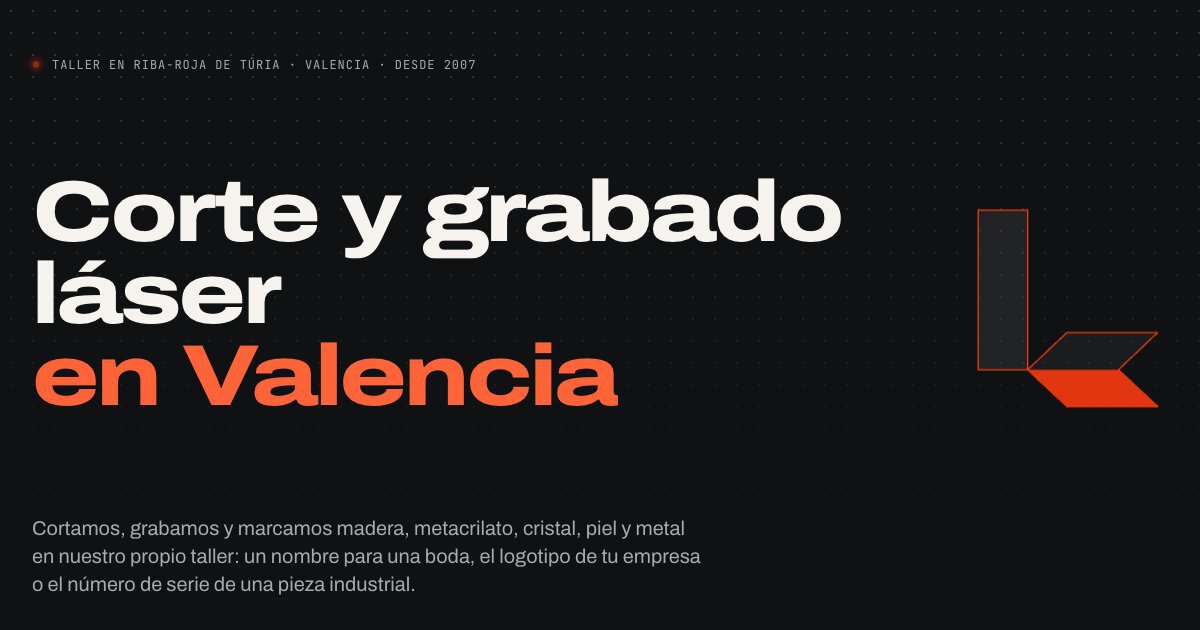 TALLER EN RIBA-ROJA DE TÚRIA · VALENCIA · DESDE 2007
Corte y grabado
láser
en Valencia
Cortamos, grabamos y marcamos madera, metacrilato, cristal, piel y metal
en nuestro propio taller: un nombre para una boda, el logotipo de tu empresa
o el número de serie de una pieza industrial.